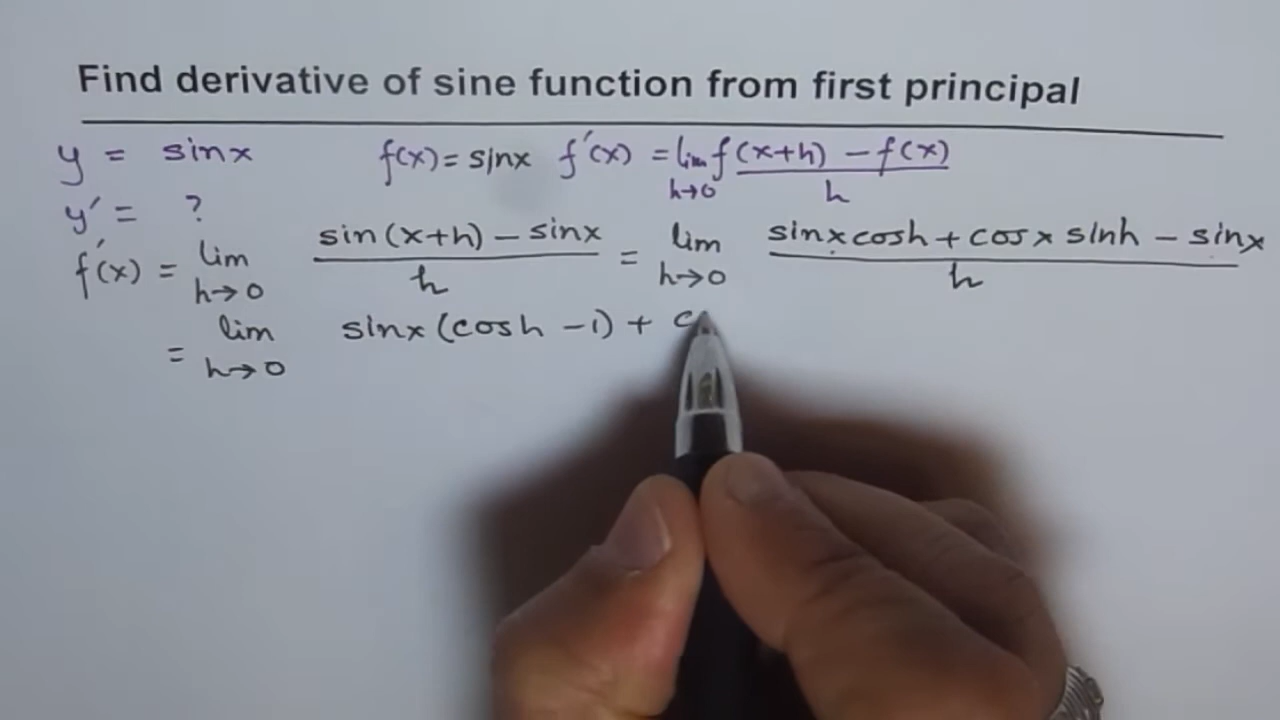 Find derivative of sine function from first principal
y = sinx f(x) = sinx f'(x) = lim h→0 f(x+h) - f(x) / h
y' = ?
f'(x) = lim h→0 sin(x+h) - sinx / h = lim h→0 sinx cosh + cosx sinh - sinx / h
= lim h→0 sinx (cosh - 1) + c